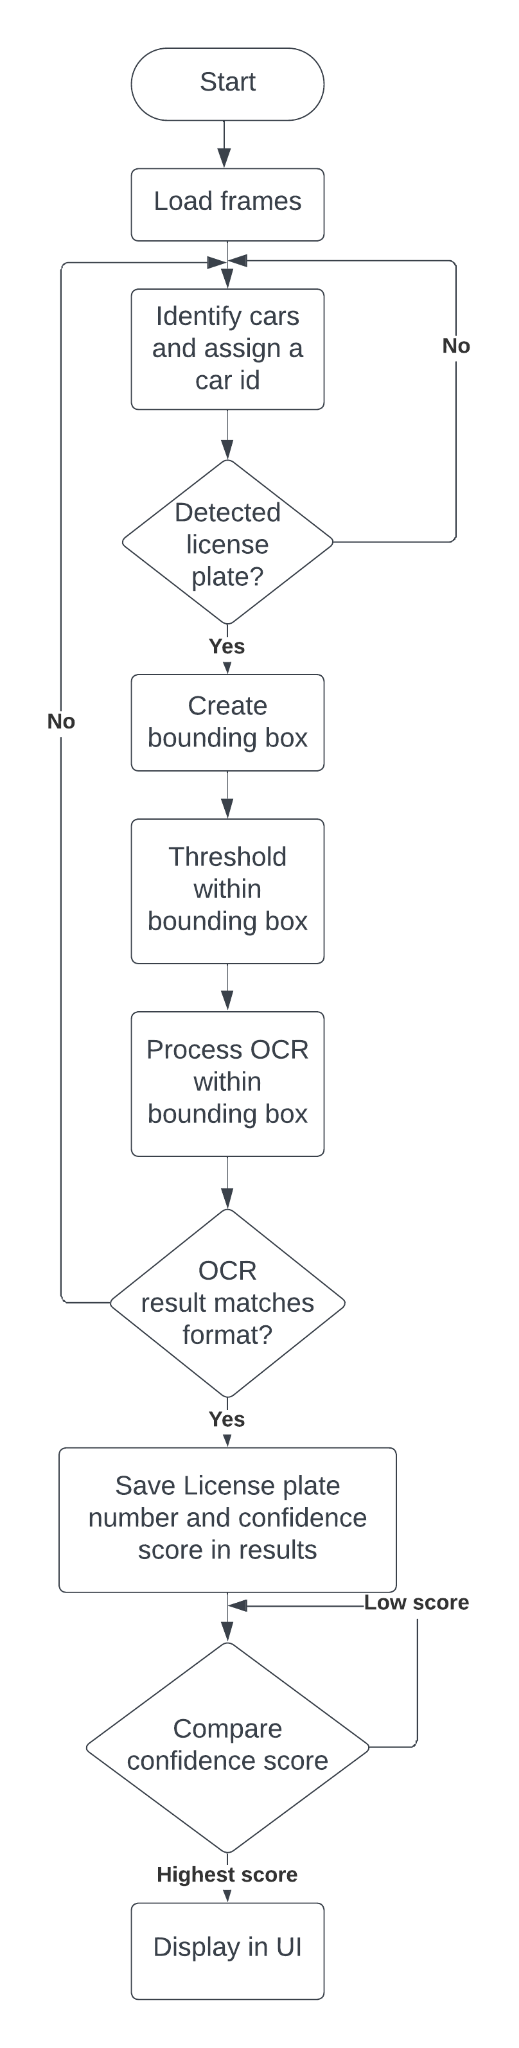 Start
Load frames
Identify cars
and assign a
car id
No
Detected
license
plate?
Yes
Create
bounding box
No
Threshold
within
bounding box
Process OCR
within
bounding box
OCR
result matches
format?
Yes
Save License plate
number and confidence
score in results
Low score
Compare
confidence score
Highest score
Display in UI